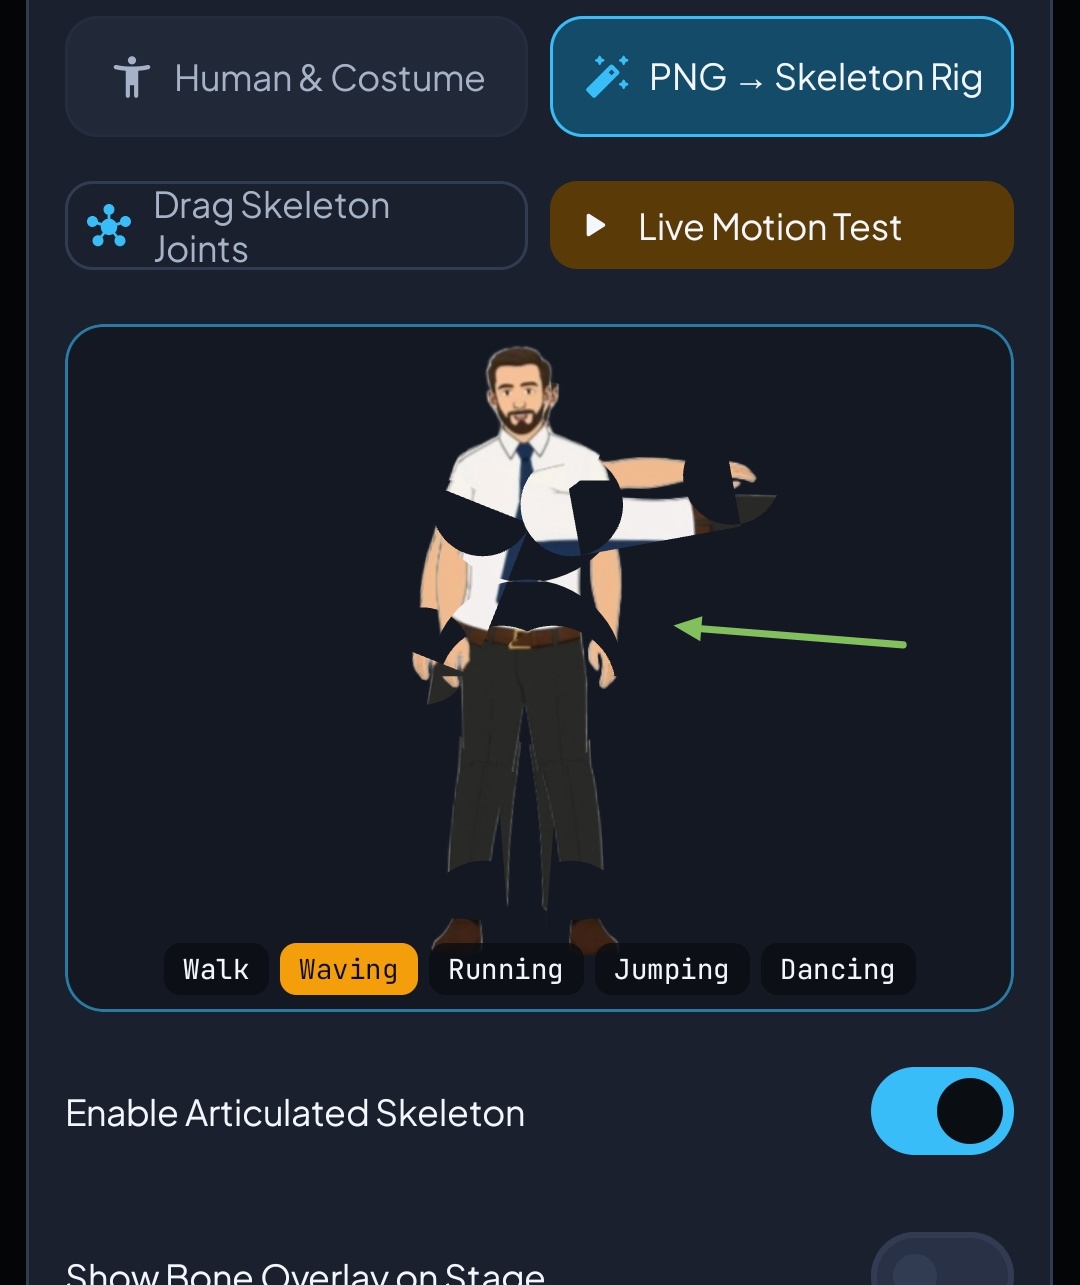 Human & Costume
PNG → Skeleton Rig
Drag Skeleton
Joints
Live Motion Test
Walk
Waving
Running
Jumping
Dancing
Enable Articulated Skeleton
Show Bone Overlay on Stage